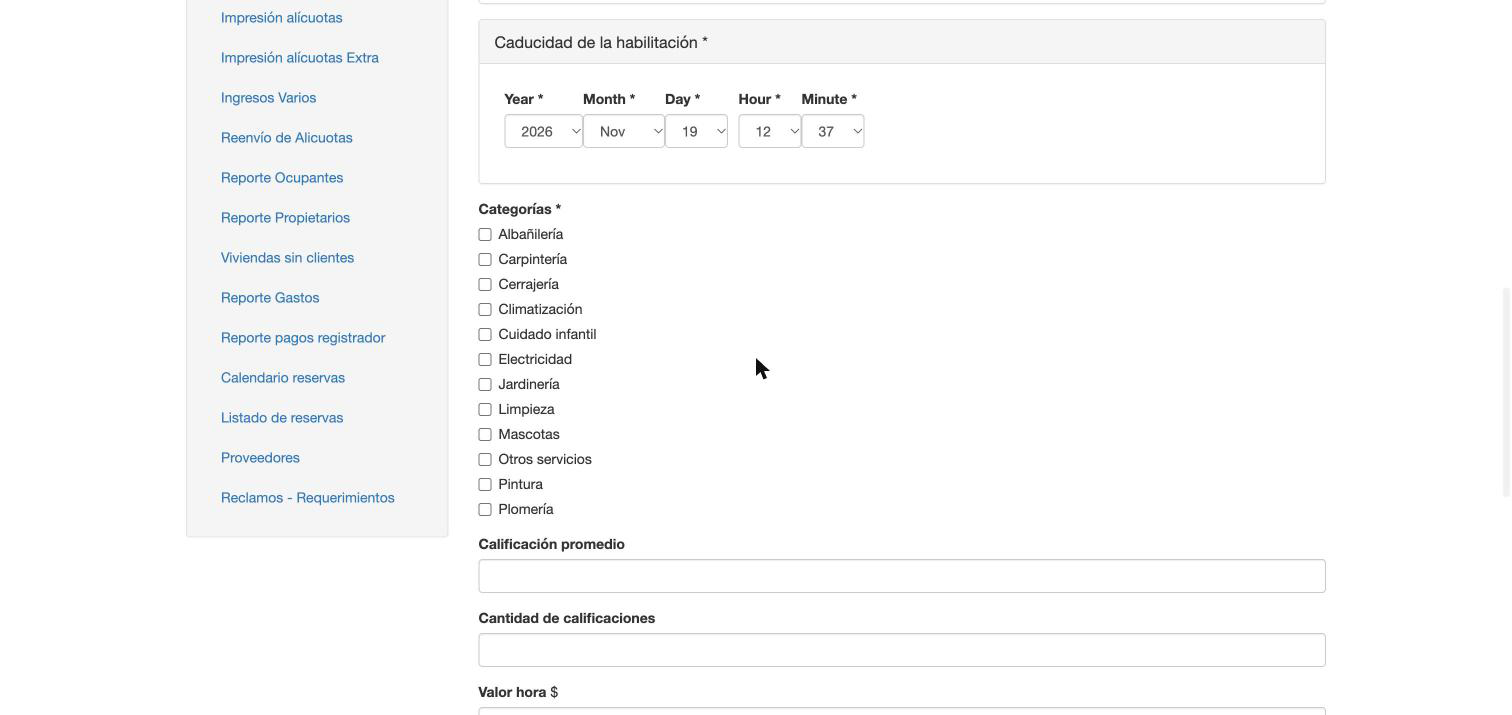 Impresión alícuotas
Impresión alícuotas Extra
Ingresos Varios
Reenvío de Alicuotas
Reporte Ocupantes
Reporte Propietarios
Viviendas sin clientes
Reporte Gastos
Reporte pagos registrador
Calendario reservas
Listado de reservas
Proveedores
Reclamos - Requerimientos
Caducidad de la habilitación *
Year * Month * Day * Hour * Minute *
2026 Nov 19 12 37
Categorías *
Albañilería
Carpintería
Cerrajería
Climatización
Cuidado infantil
Electricidad
Jardinería
Limpieza
Mascotas
Otros servicios
Pintura
Plomería
Calificación promedio
Cantidad de calificaciones
Valor hora $